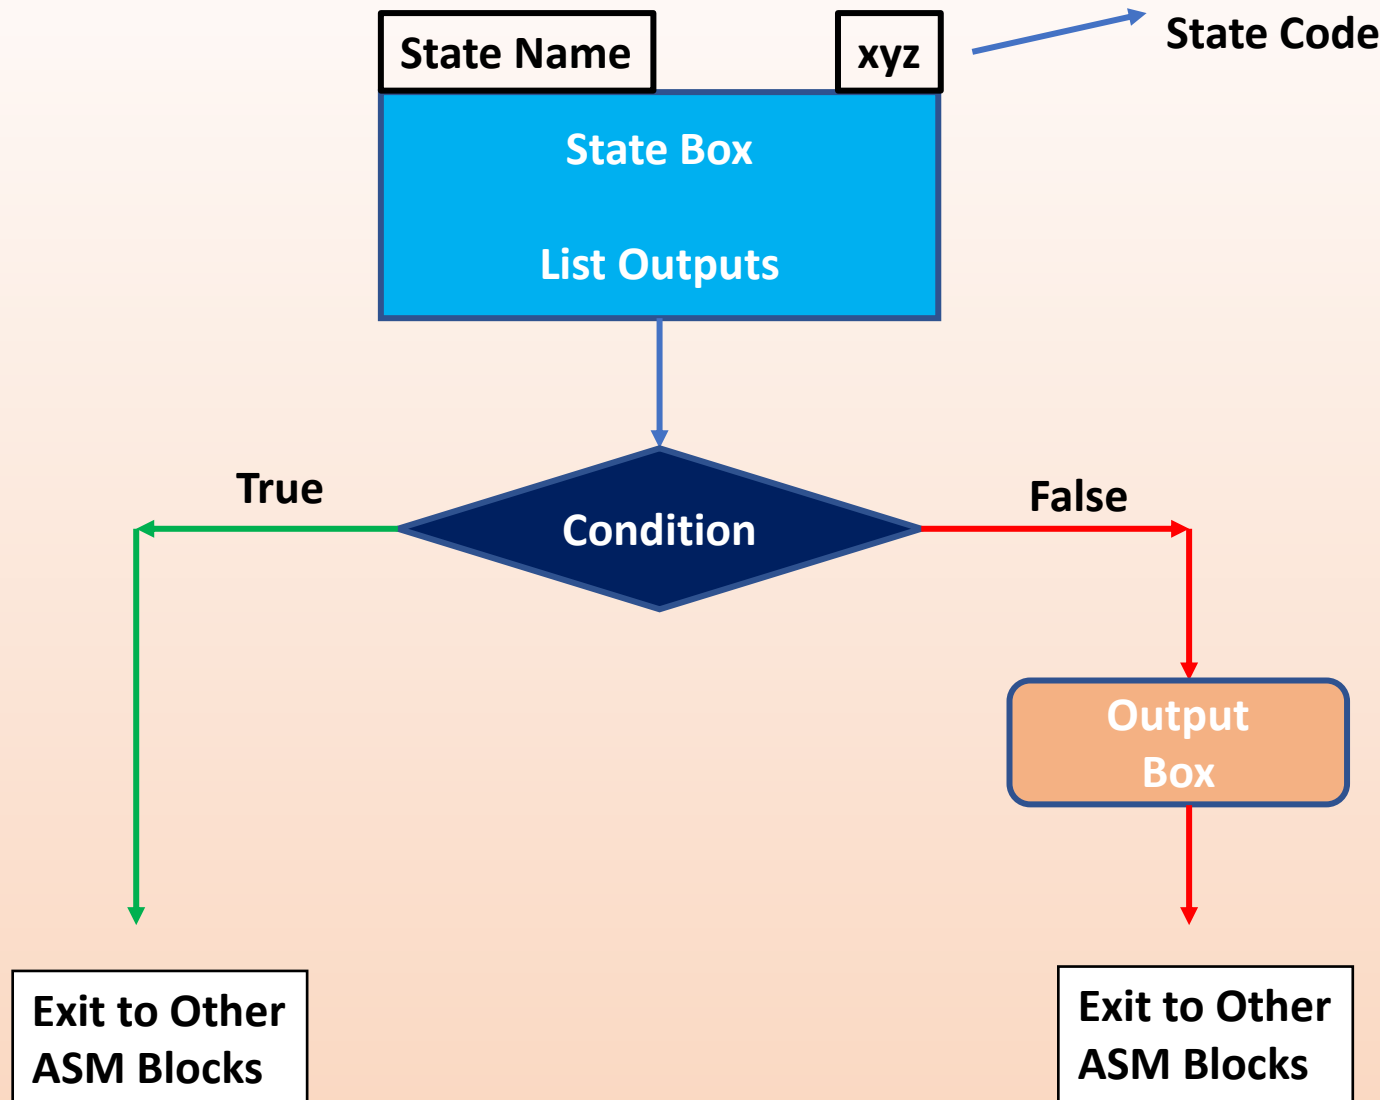 State Name
xyz
State Code
State Box
List Outputs
True
Condition
False
Output
Box
Exit to Other
ASM Blocks
Exit to Other
ASM Blocks